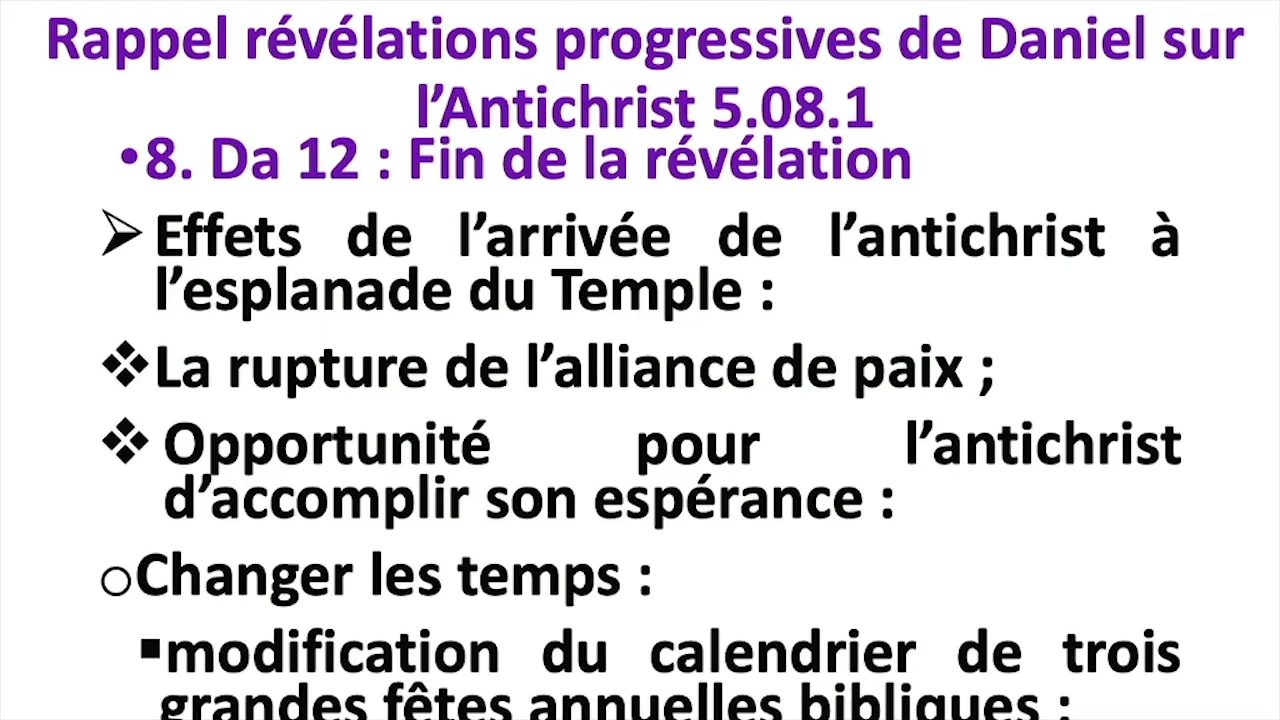 Rappel révélations progressives de Daniel sur
l’Antichrist 5.08.1
•8. Da 12 : Fin de la révélation
➢Effets de l’arrivée de l’antichrist à
l’esplanade du Temple :
❖La rupture de l’alliance de paix ;
❖Opportunité pour l’antichrist
d’accomplir son espérance :
oChanger les temps :
▪modification du calendrier de trois
grandes fêtes annuelles bibliques ;